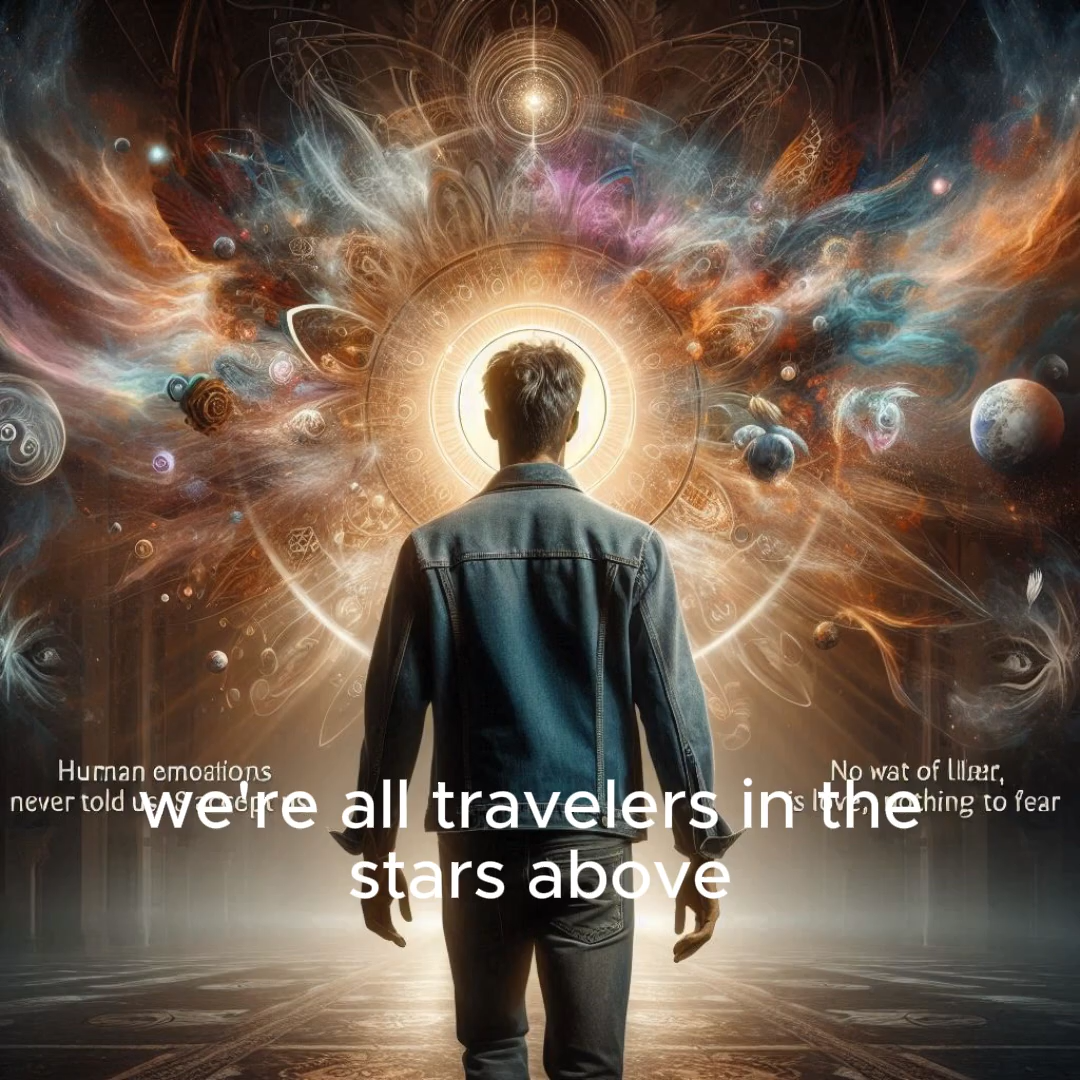 Human emoations
never told us
No wat of
is love, nothing to fear
we're all travelers in the
stars above